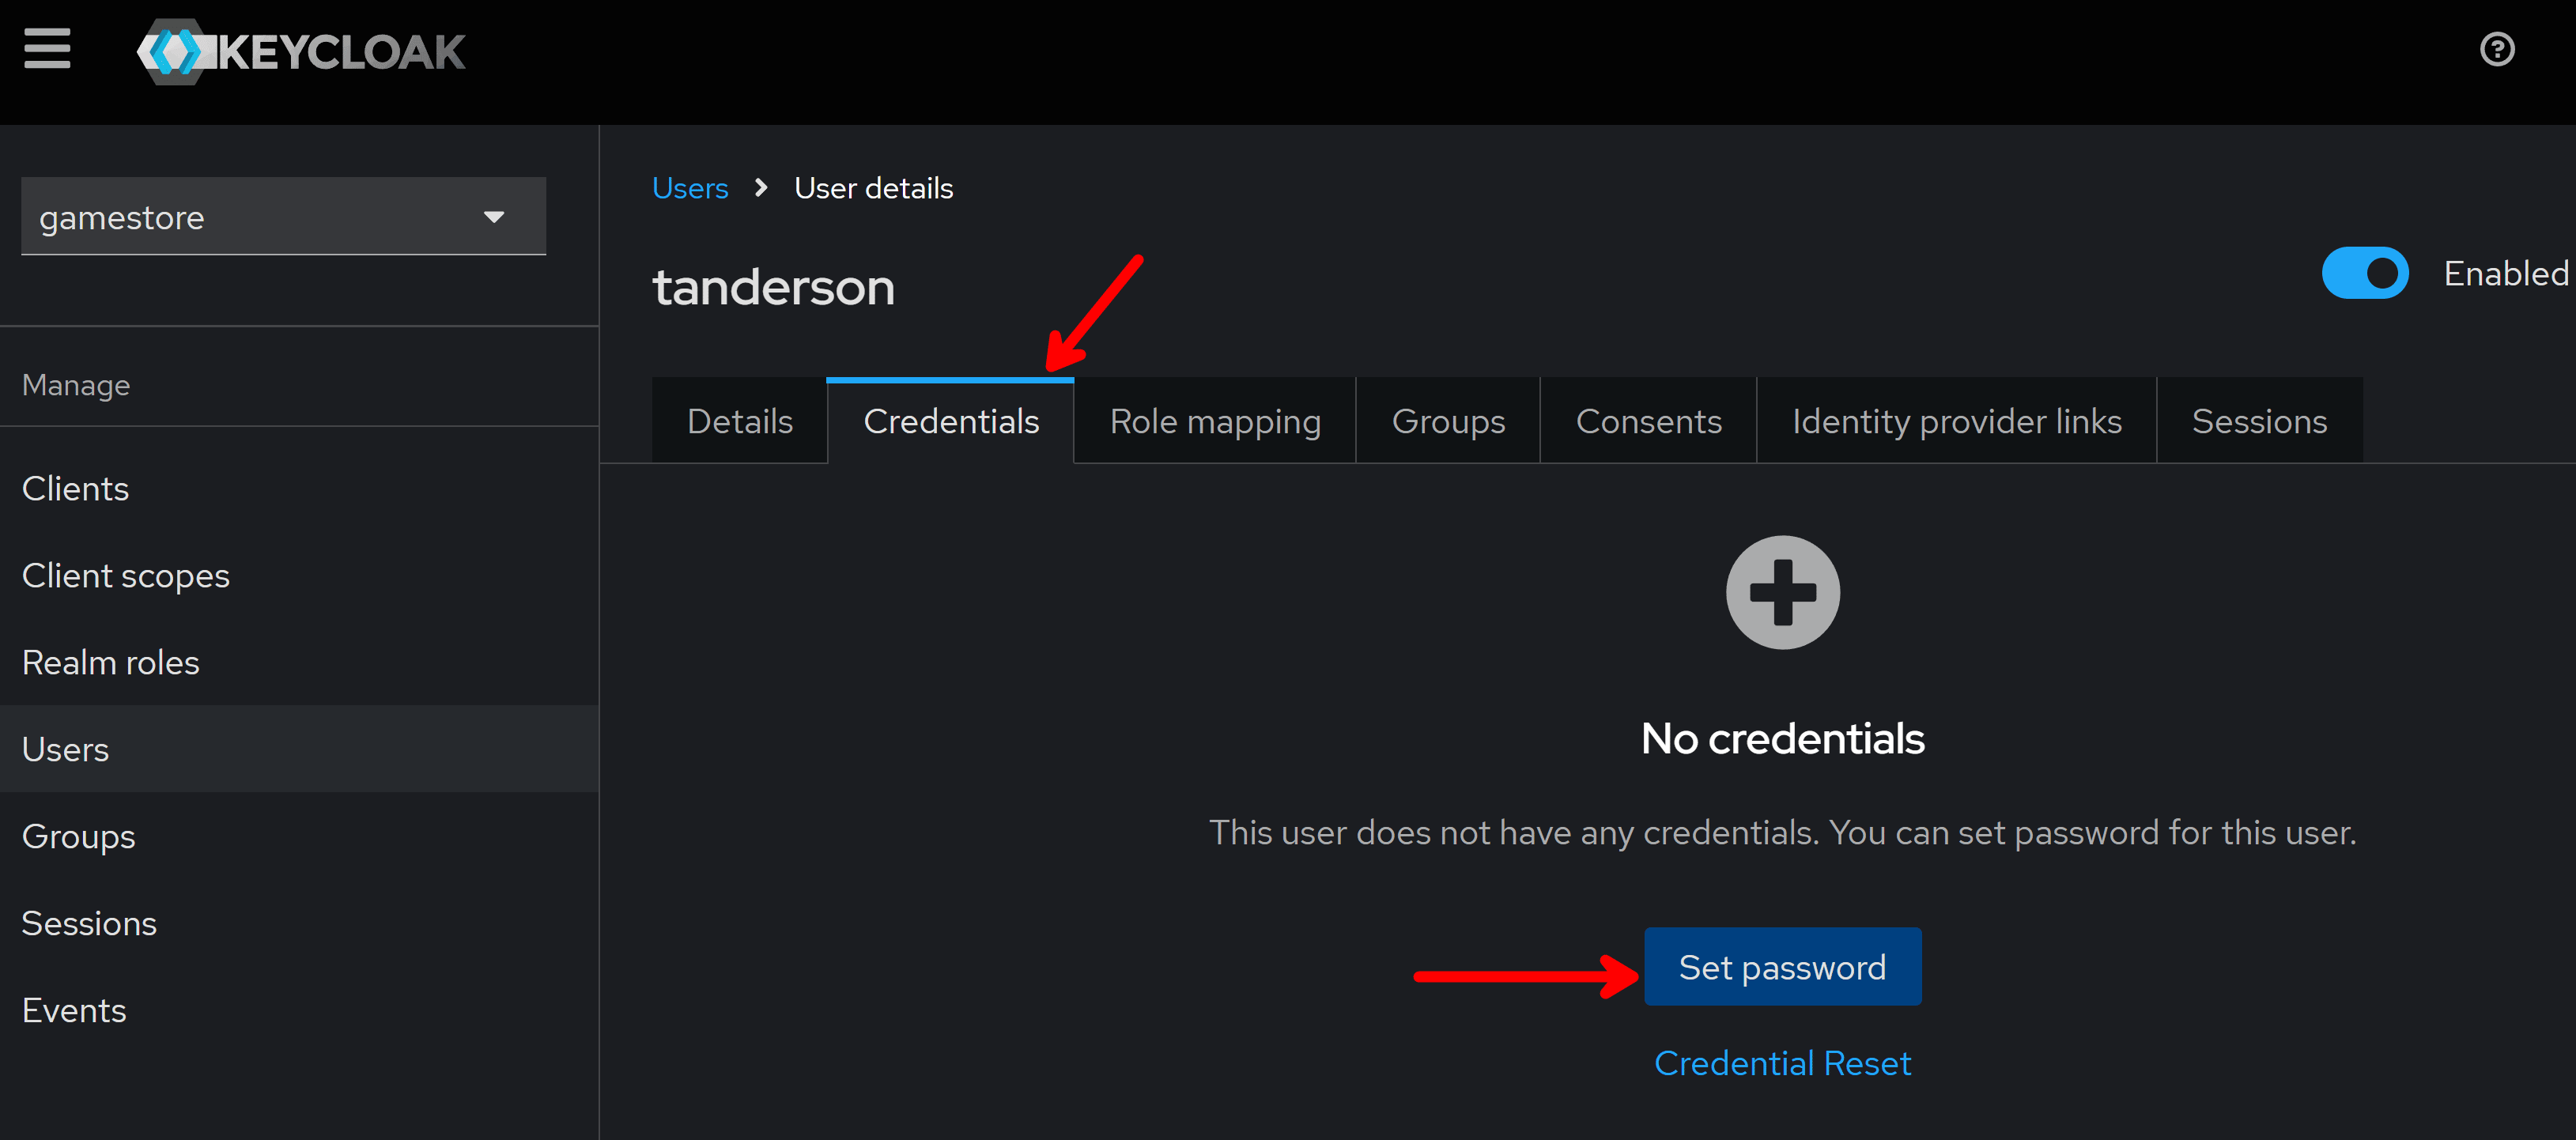 KEYCLOAK
gamestore
Manage
Clients
Client scopes
Realm roles
Users
Groups
Sessions
Events
Users > User details
tanderson
Enabled
Details Credentials Role mapping Groups Consents Identity provider links Sessions
No credentials
This user does not have any credentials. You can set password for this user.
Set password
Credential Reset